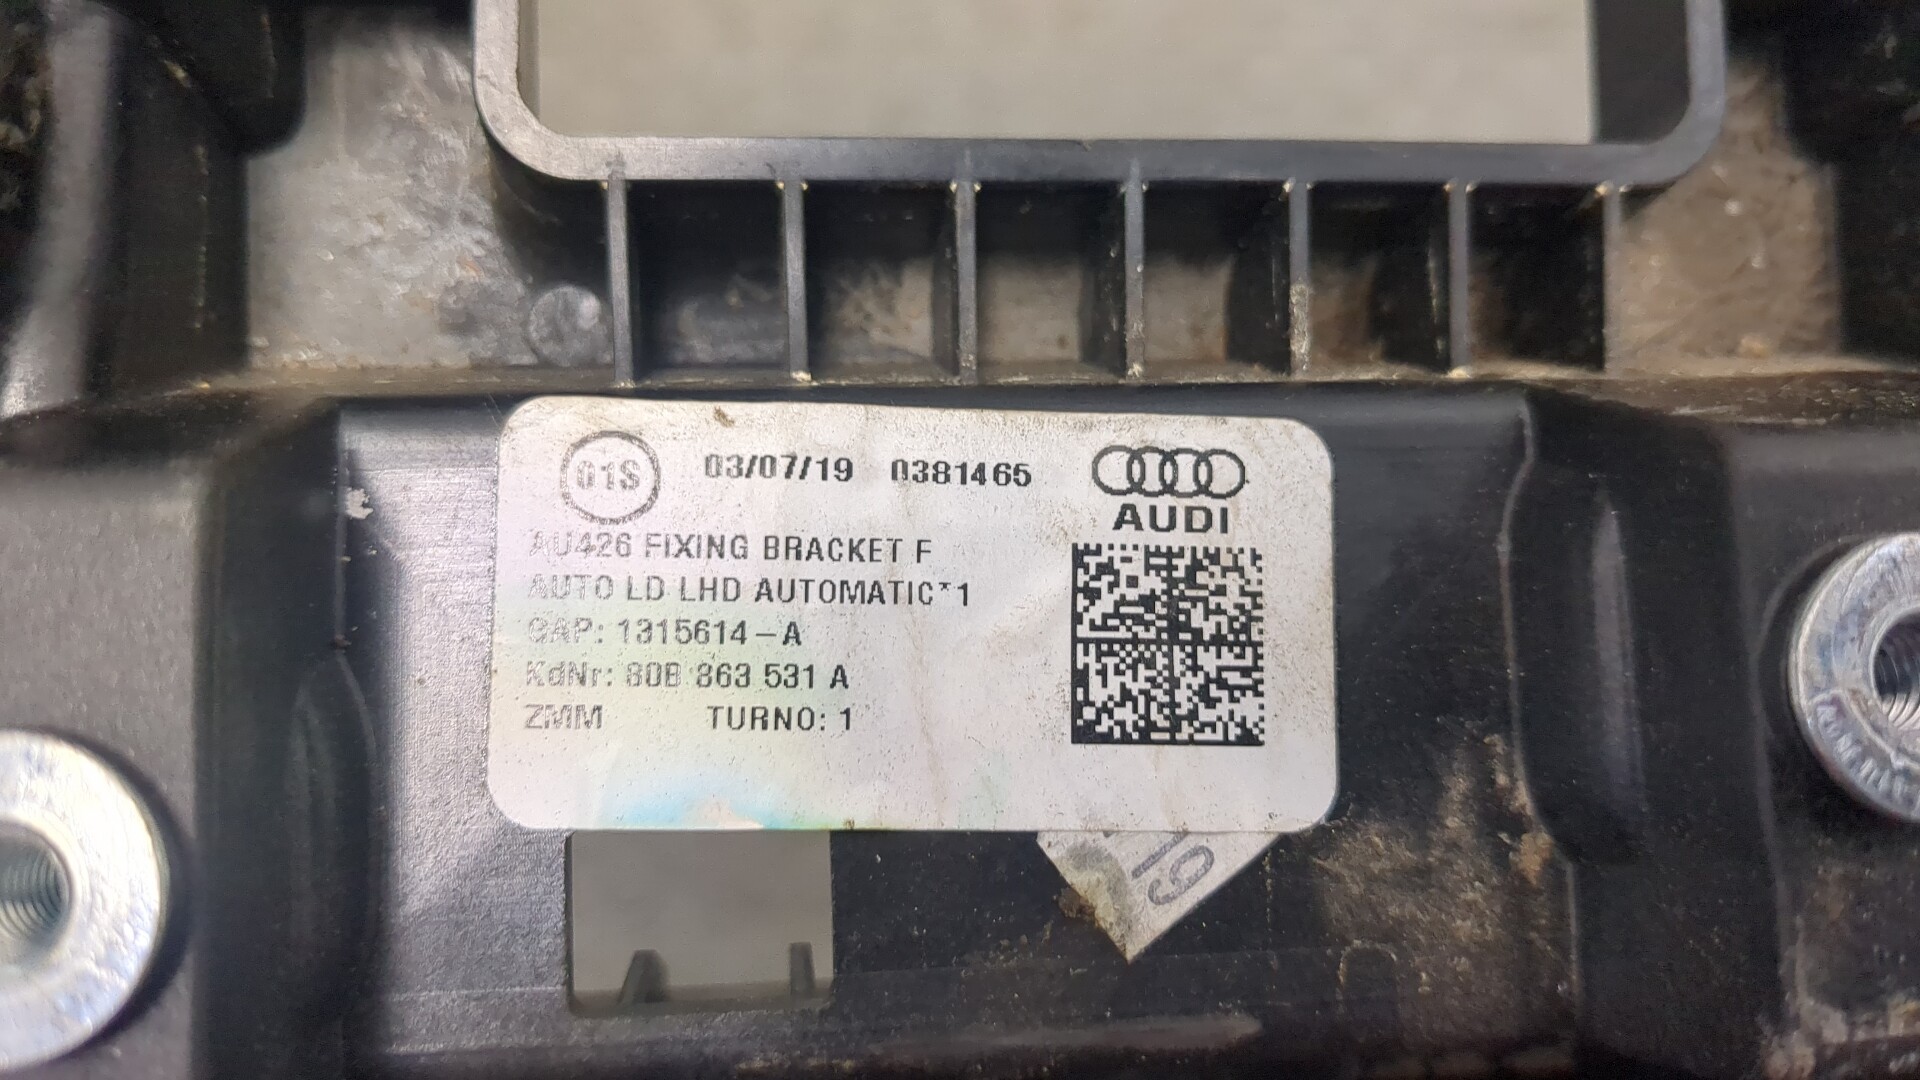 01S 03/07/19 0381465
AUDI
AU426 FIXING BRACKET F
AUTO LD LHD AUTOMATIC*1
GAP: 1315614-A
KdNr: 80B 863 531 A
ZMM TURNO: 1
19